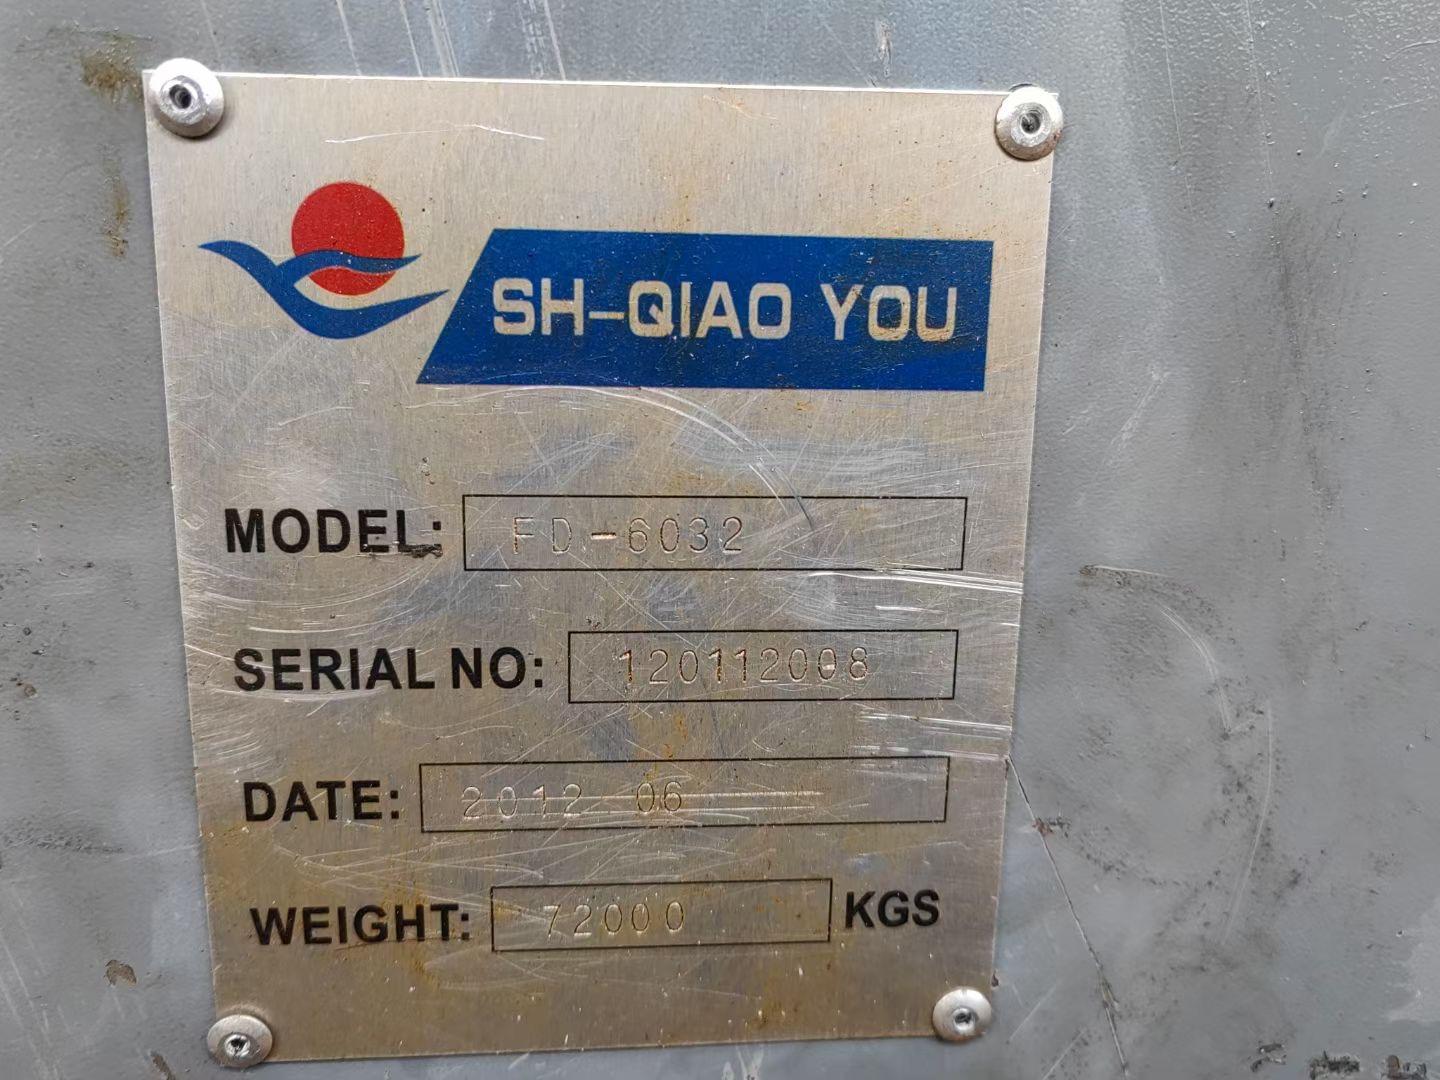 SH-QIAO YOU
MODEL: FD-6032
SERIAL NO: 120112008
DATE: 2012 06
WEIGHT: 72000 KGS